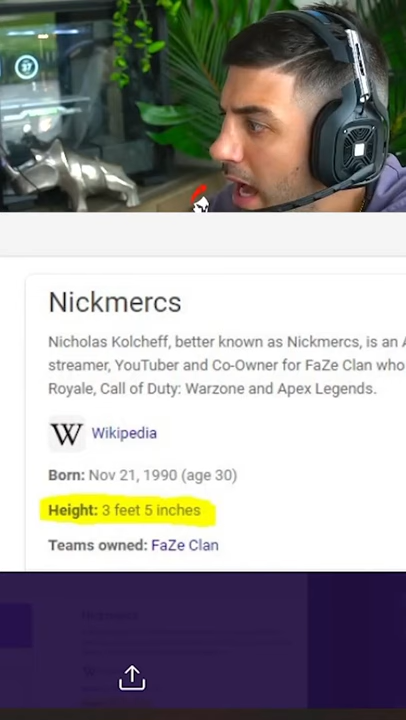 Nickmercs
Nicholas Kolcheff, better known as Nickmercs, is an A
streamer, YouTuber and Co-Owner for FaZe Clan who
Royale, Call of Duty: Warzone and Apex Legends.
W Wikipedia
Born: Nov 21, 1990 (age 30)
Height: 3 feet 5 inches
Teams owned: FaZe Clan